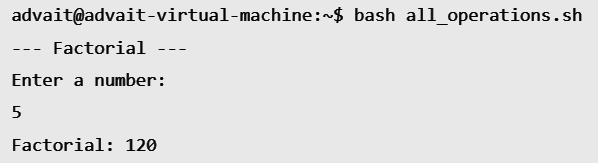 advait@advait-virtual-machine:~$ bash all_operations.sh
--- Factorial ---
Enter a number:
5
Factorial: 120